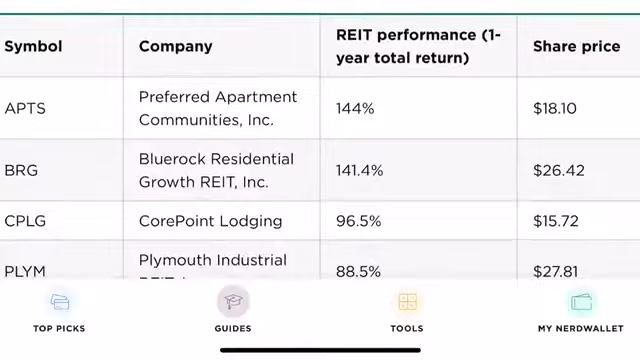 Symbol
Company
REIT performance (1-
year total return)
Share price
APTS
Preferred Apartment
Communities, Inc.
144%
$18.10
BRG
Bluerock Residential
Growth REIT, Inc.
141.4%
$26.42
CPLG
CorePoint Lodging
96.5%
$15.72
PLYM
Plymouth Industrial
88.5%
$27.81
TOP PICKS
GUIDES
TOOLS
MY NERDWALLET